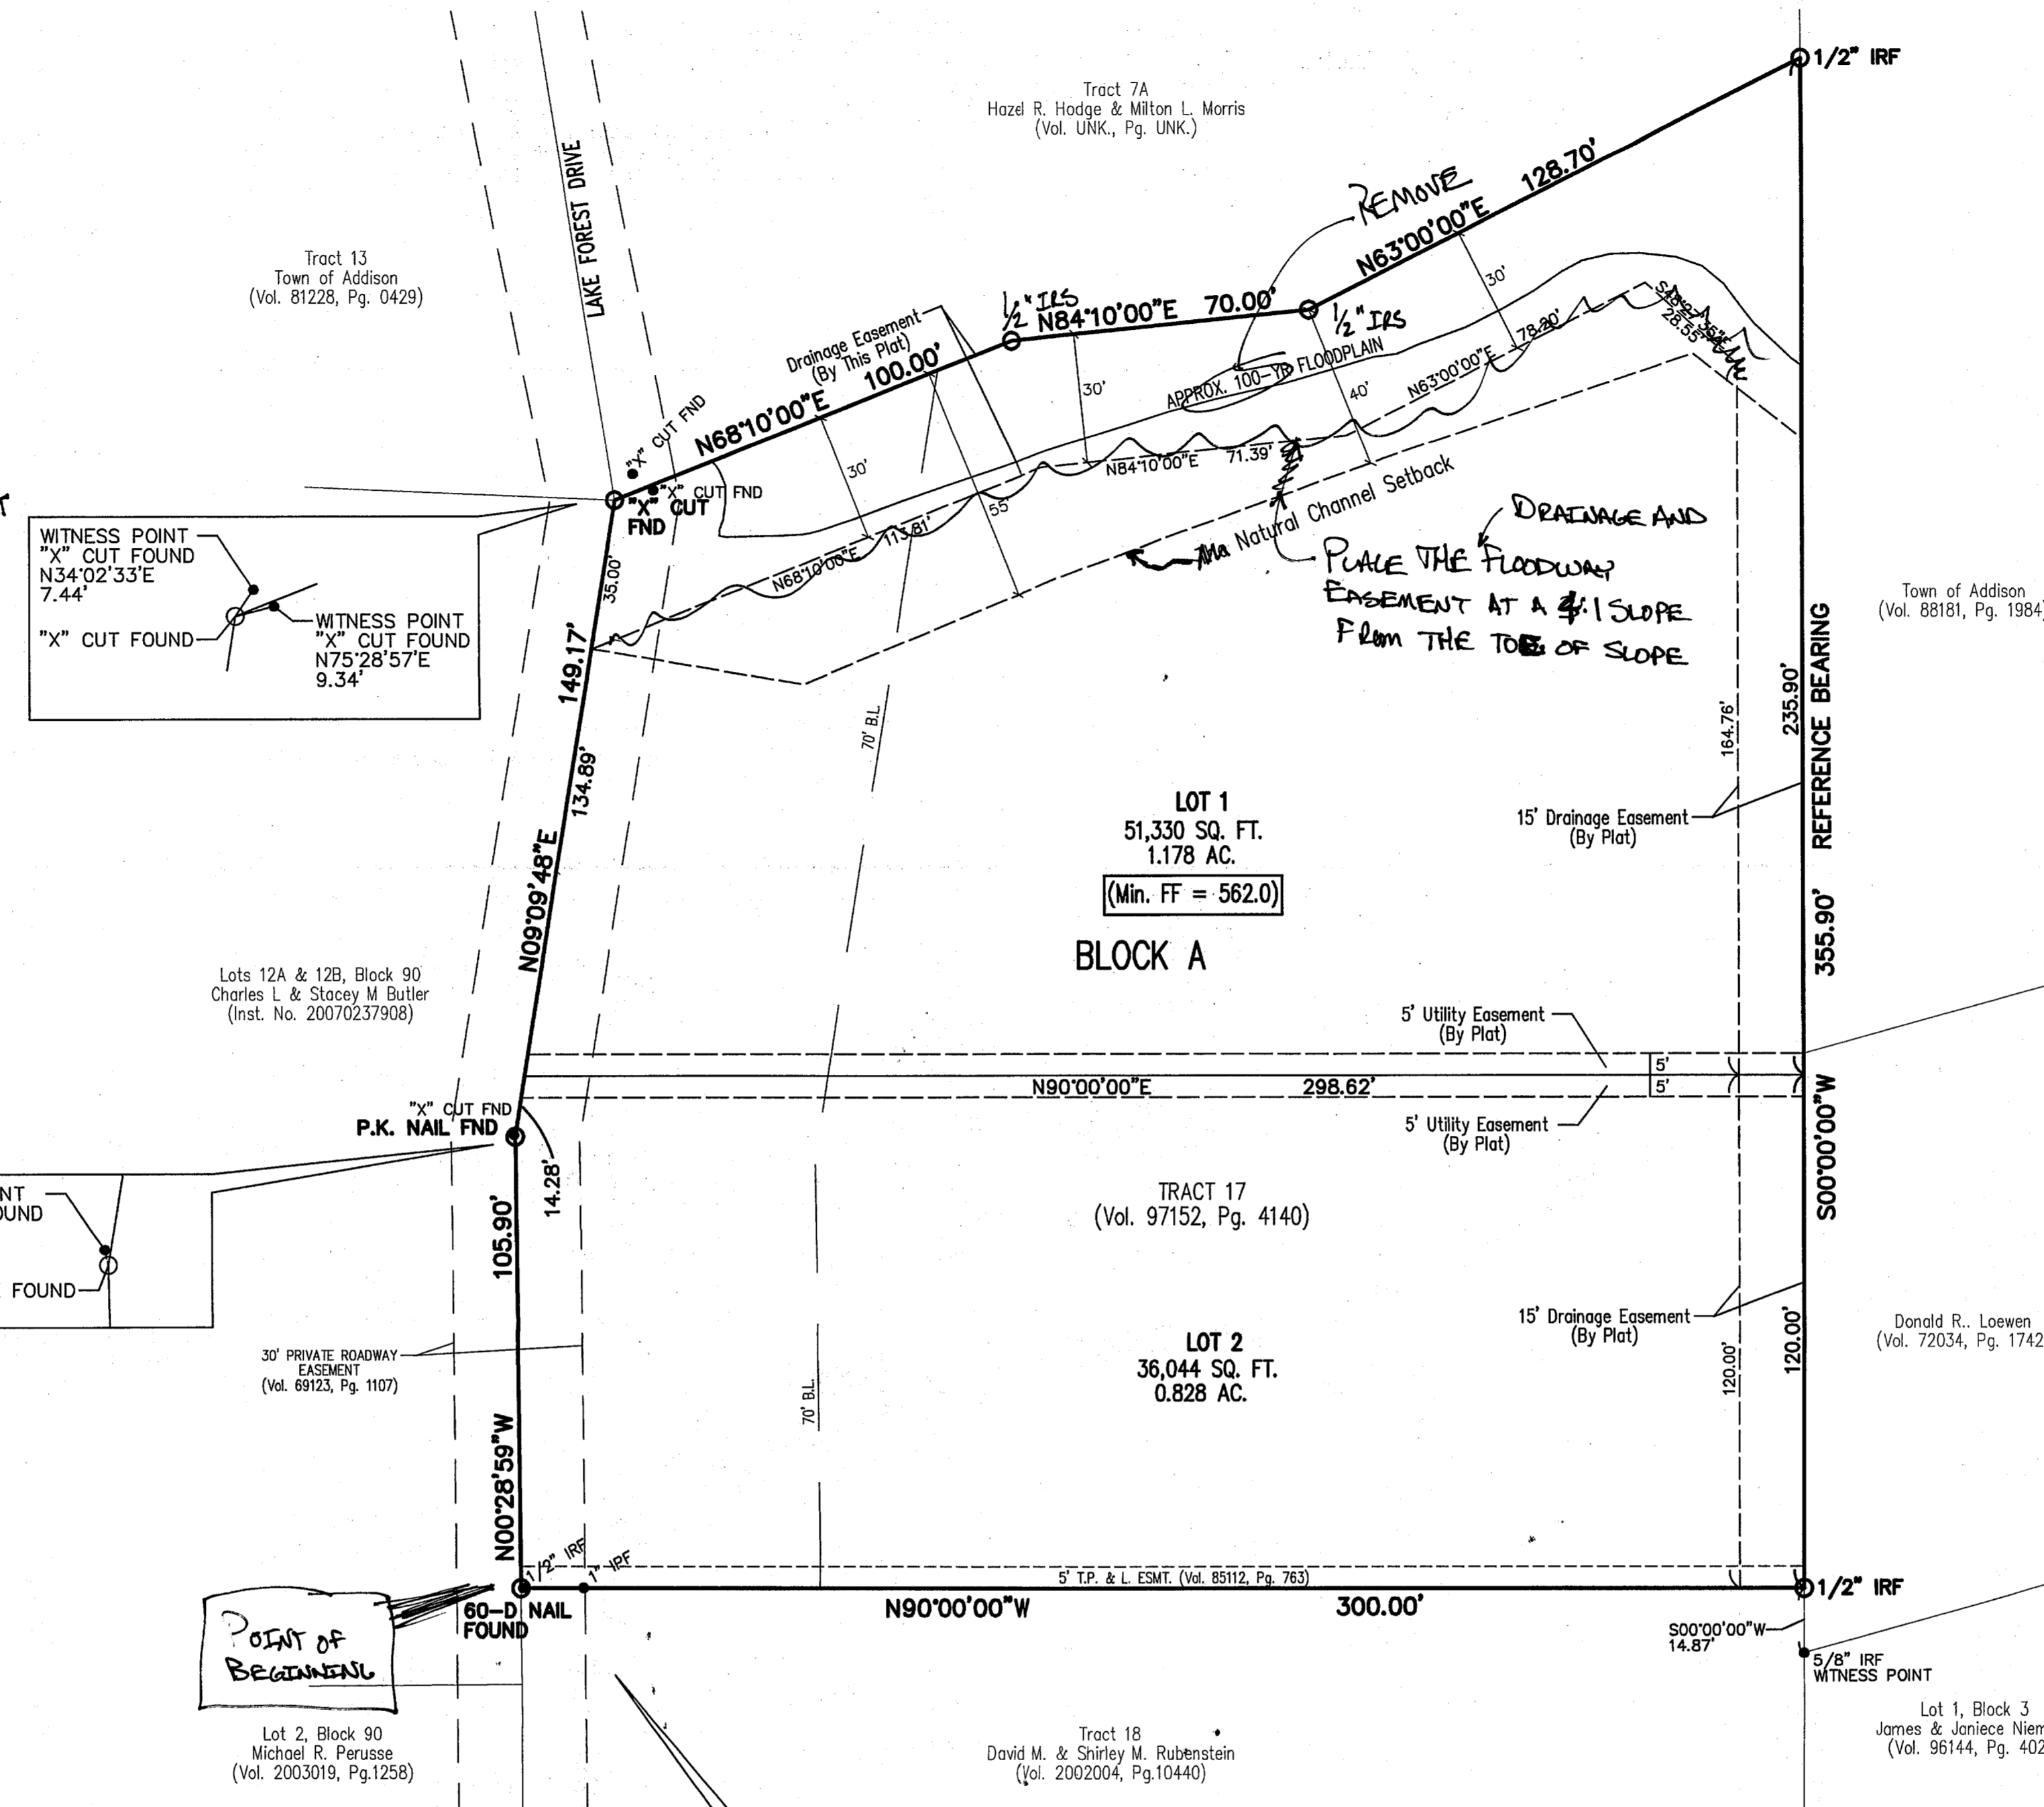 1/2" IRF
Tract 7A
Hazel R. Hodge & Milton L. Morris
(Vol. UNK., Pg. UNK.)
LAKE FOREST DRIVE
REMOVE
128.70'
N63°00'00"E
30'
Tract 13
Town of Addison
(Vol. 81228, Pg. 0429)
1/2" IRS
N84°10'00"E 70.00'
1/2" IRS
Drainage Easement
(By This Plat)
100.00'
N68°10'00"E
S48°27'35"E
28.55'
78.20'
N63°00'00"E
APPROX. 100-YR FLOODPLAIN
30'
40'
"X" CUT FND
"X" CUT FND
"X" CUT
FND
30'
55'
N84°10'00"E 71.39'
N68°10'00"E 113.81'
Natural Channel Setback
DRAINAGE AND
PLACE THE FLOODWAY
EASEMENT AT A 4:1 SLOPE
FROM THE TOE OF SLOPE
WITNESS POINT
"X" CUT FOUND
N34°02'33"E
7.44'
"X" CUT FOUND
WITNESS POINT
"X" CUT FOUND
N75°28'57"E
9.34'
35.00'
149.17'
134.89'
N09°09'48"E
70' B.L.
Town of Addison
(Vol. 88181, Pg. 1984)
235.90'
REFERENCE BEARING
164.76'
LOT 1
51,330 SQ. FT.
1.178 AC.
(Min. FF = 562.0)
BLOCK A
15' Drainage Easement
(By Plat)
355.90'
Lots 12A & 12B, Block 90
Charles L & Stacey M Butler
(Inst. No. 20070237908)
5' Utility Easement
(By Plat)
5'
5'
N90°00'00"E 298.62'
5' Utility Easement
(By Plat)
S00°00'00"W
"X" CUT FND
P.K. NAIL FND
14.28'
105.90'
NT
OUND
FOUND
TRACT 17
(Vol. 97152, Pg. 4140)
30' PRIVATE ROADWAY
EASEMENT
(Vol. 69123, Pg. 1107)
70' B.L.
LOT 2
36,044 SQ. FT.
0.828 AC.
15' Drainage Easement
(By Plat)
120.00'
120.00'
Donald R.. Loewen
(Vol. 72034, Pg. 1742
N00°28'59"W
1/2" IRF
1" IPF
5' T.P. & L. ESMT. (Vol. 85112, Pg. 763)
1/2" IRF
60-D NAIL
FOUND
N90°00'00"W 300.00'
POINT OF
BEGINNING
S00°00'00"W
14.87'
5/8" IRF
WITNESS POINT
Lot 2, Block 90
Michael R. Perusse
(Vol. 2003019, Pg.1258)
Tract 18
David M. & Shirley M. Rubenstein
(Vol. 2002004, Pg.10440)
Lot 1, Block 3
James & Janiece Niem
(Vol. 96144, Pg. 402